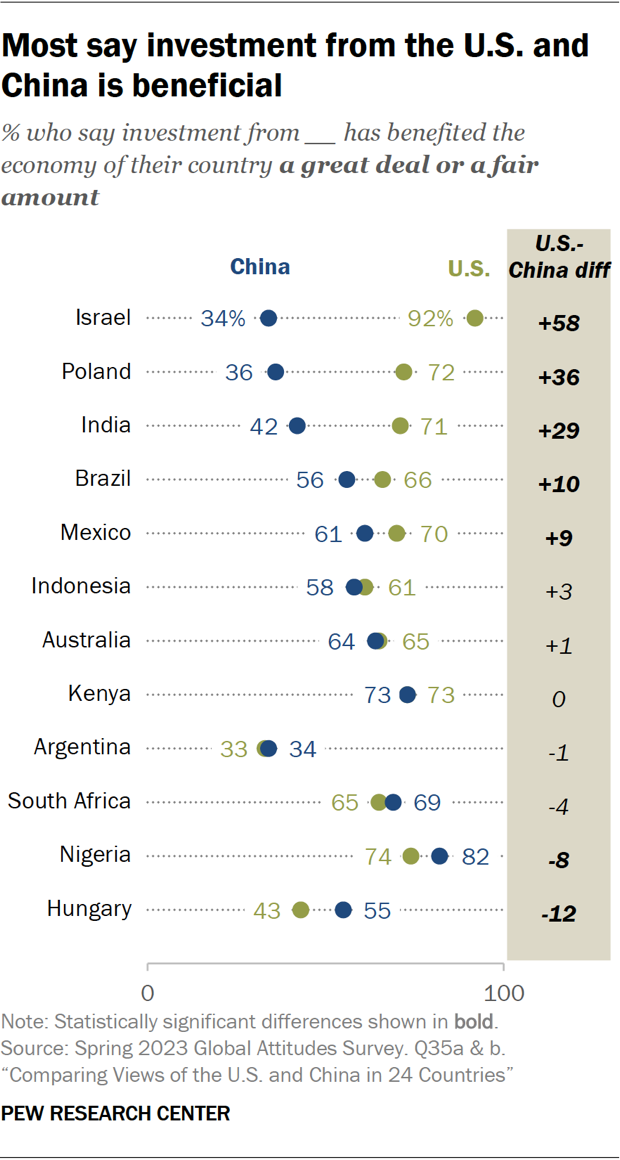 Most say investment from the U.S. and
China is beneficial
% who say investment from __ has benefited the
economy of their country a great deal or a fair
amount
China U.S. U.S.-
China diff
Israel 34% 92% +58
Poland 36 72 +36
India 42 71 +29
Brazil 56 66 +10
Mexico 61 70 +9
Indonesia 58 61 +3
Australia 64 65 +1
Kenya 73 73 0
Argentina 33 34 -1
South Africa 65 69 -4
Nigeria 74 82 -8
Hungary 43 55 -12
0 100
Note: Statistically significant differences shown in bold.
Source: Spring 2023 Global Attitudes Survey. Q35a & b.
“Comparing Views of the U.S. and China in 24 Countries”
PEW RESEARCH CENTER